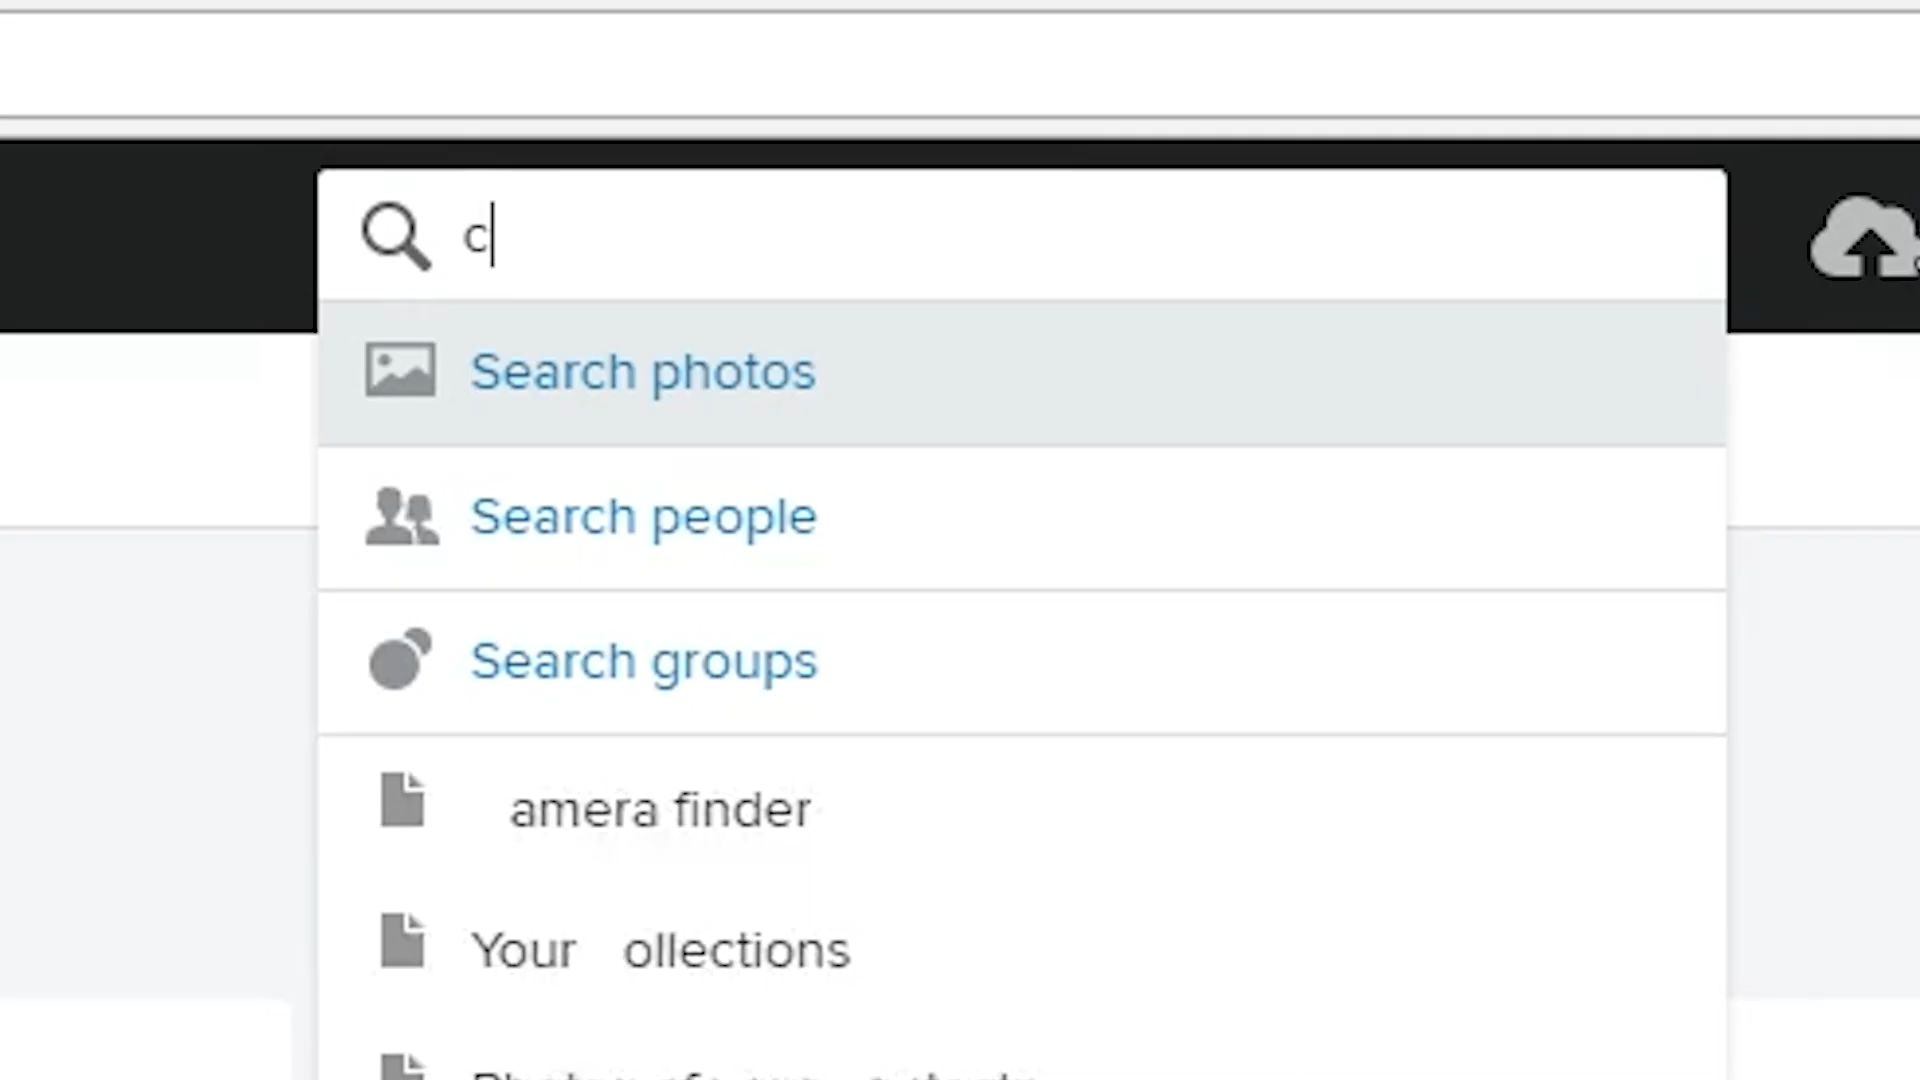 c
Search photos
Search people
Search groups
amera finder
Your ollections